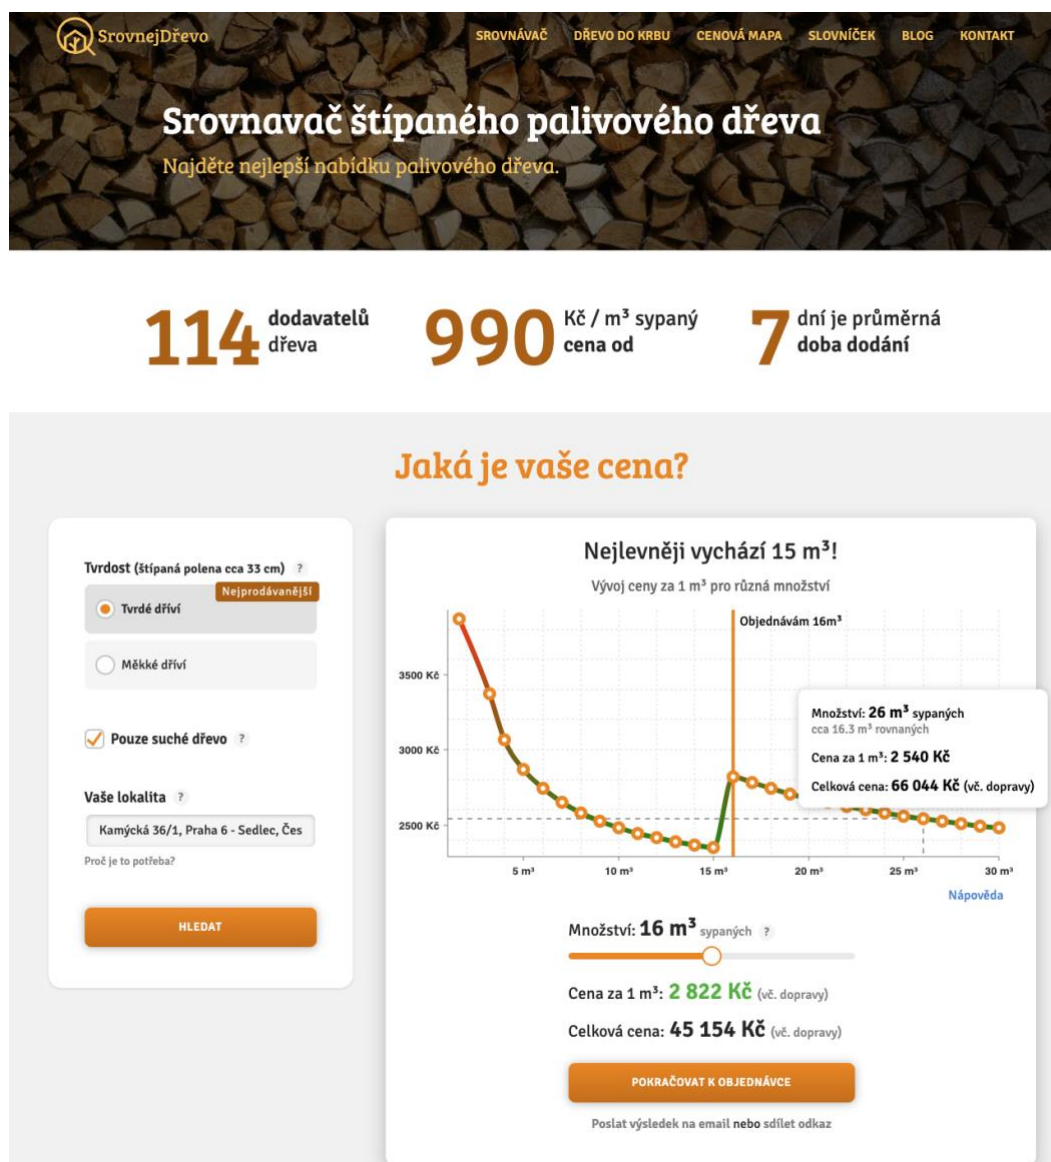 SrovnejDřevo
SROVNÁVAČ DŘEVO DO KRBU CENOVÁ MAPA SLOVNÍČEK BLOG KONTAKT
Srovnavač štípaného palivového dřeva
Najděte nejlepší nabídku palivového dřeva.
114 dodavatelů dřeva
990 Kč / m³ sypaný cena od
7 dní je průměrná doba dodání
Jaká je vaše cena?
Tvrdost (štípaná polena cca 33 cm) ?
Nejprodávanější
Tvrdé dříví
Měkké dříví
Pouze suché dřevo ?
Vaše lokalita ?
Kamýcká 36/1, Praha 6 - Sedlec, Čes
Proč je to potřeba?
HLEDAT
Nejlevněji vychází 15 m³!
Vývoj ceny za 1 m³ pro různá množství
Objednávám 16m³
3500 Kč
3000 Kč
2500 Kč
Množství: 26 m³ sypaných
cca 16.3 m³ rovnaných
Cena za 1 m³: 2 540 Kč
Celková cena: 66 044 Kč (vč. dopravy)
5 m³ 10 m³ 15 m³ 20 m³ 25 m³ 30 m³
Nápověda
Množství: 16 m³ sypaných ?
Cena za 1 m³: 2 822 Kč (vč. dopravy)
Celková cena: 45 154 Kč (vč. dopravy)
POKRAČOVAT K OBJEDNÁVCE
Poslat výsledek na email nebo sdílet odkaz